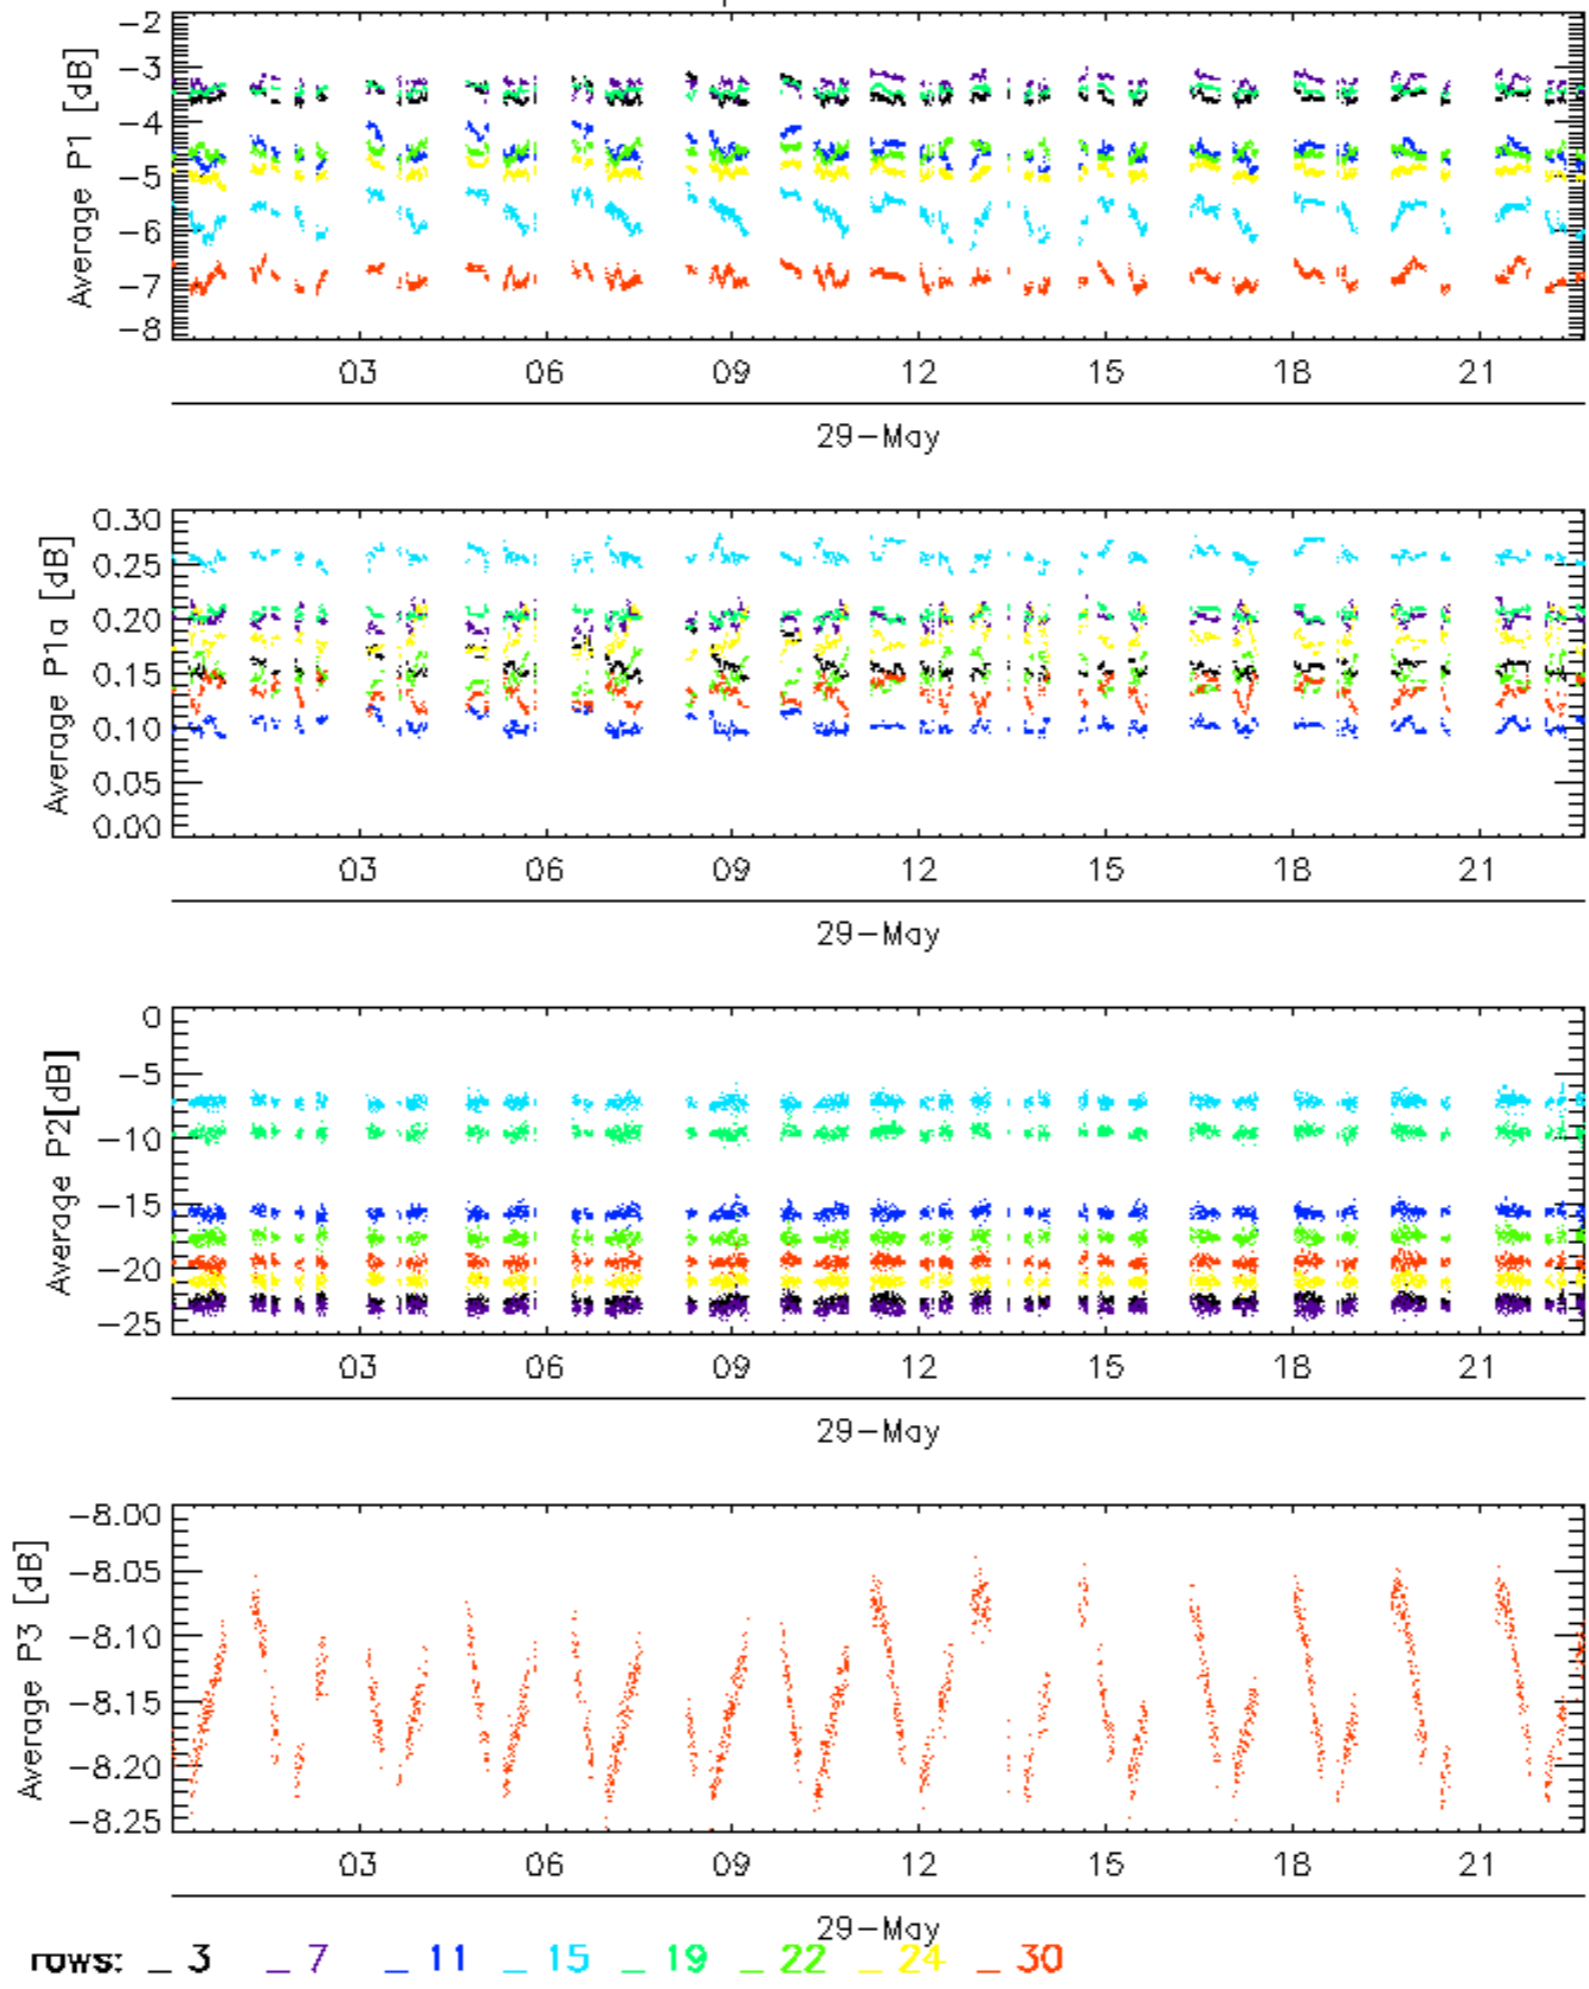 -2
-3
-4
-5
-6
-7
-8
Average P1 [dB]
03 06 09 12 15 18 21
29-May
0.30
0.25
0.20
0.15
0.10
0.05
0.00
Average P1a [dB]
03 06 09 12 15 18 21
29-May
0
-5
-10
-15
-20
-25
Average P2[dB]
03 06 09 12 15 18 21
29-May
-8.00
-8.05
-8.10
-8.15
-8.20
-8.25
Average P3 [dB]
03 06 09 12 15 18 21
29-May
rows: _ 3 _ 7 _ 11 _ 15 _ 19 _ 22 _ 24 _ 30